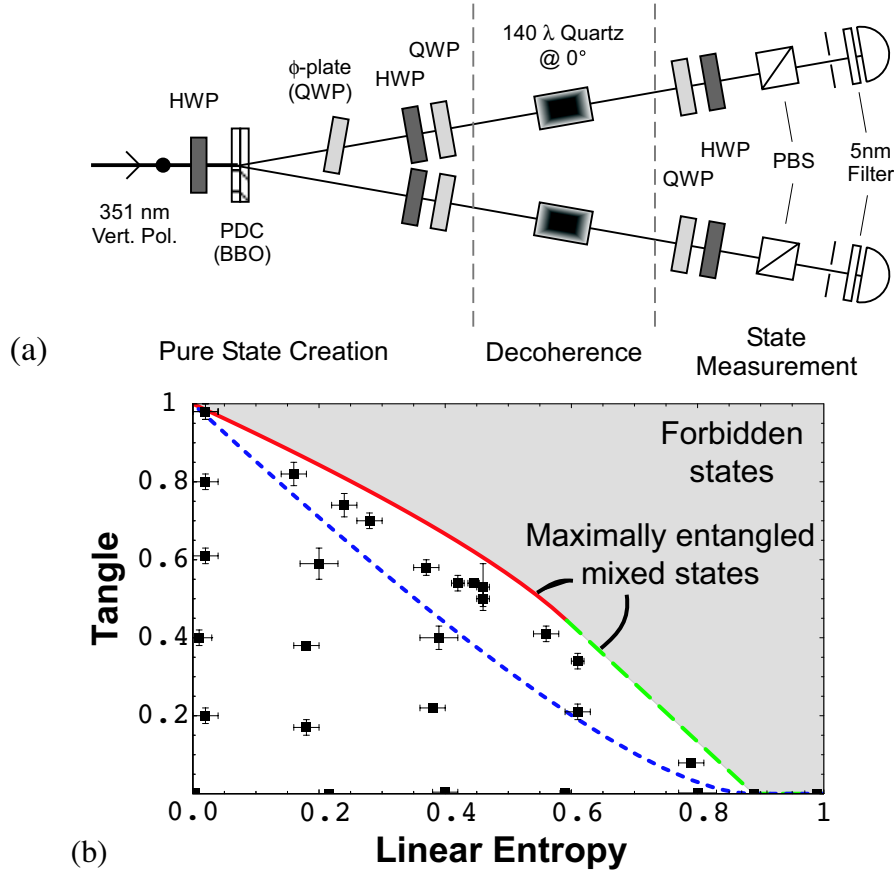 HWP
ϕ-plate
(QWP)
HWP
QWP
140 λ Quartz
@ 0°
351 nm
Vert. Pol.
PDC
(BBO)
QWP
HWP
PBS
5nm
Filter
(a)
Pure State Creation
Decoherence
State
Measurement
Forbidden
states
Maximally entangled
mixed states
Tangle
1
0.8
0.6
0.4
0.2
0.0
0.2
0.4
0.6
0.8
1
Linear Entropy
(b)